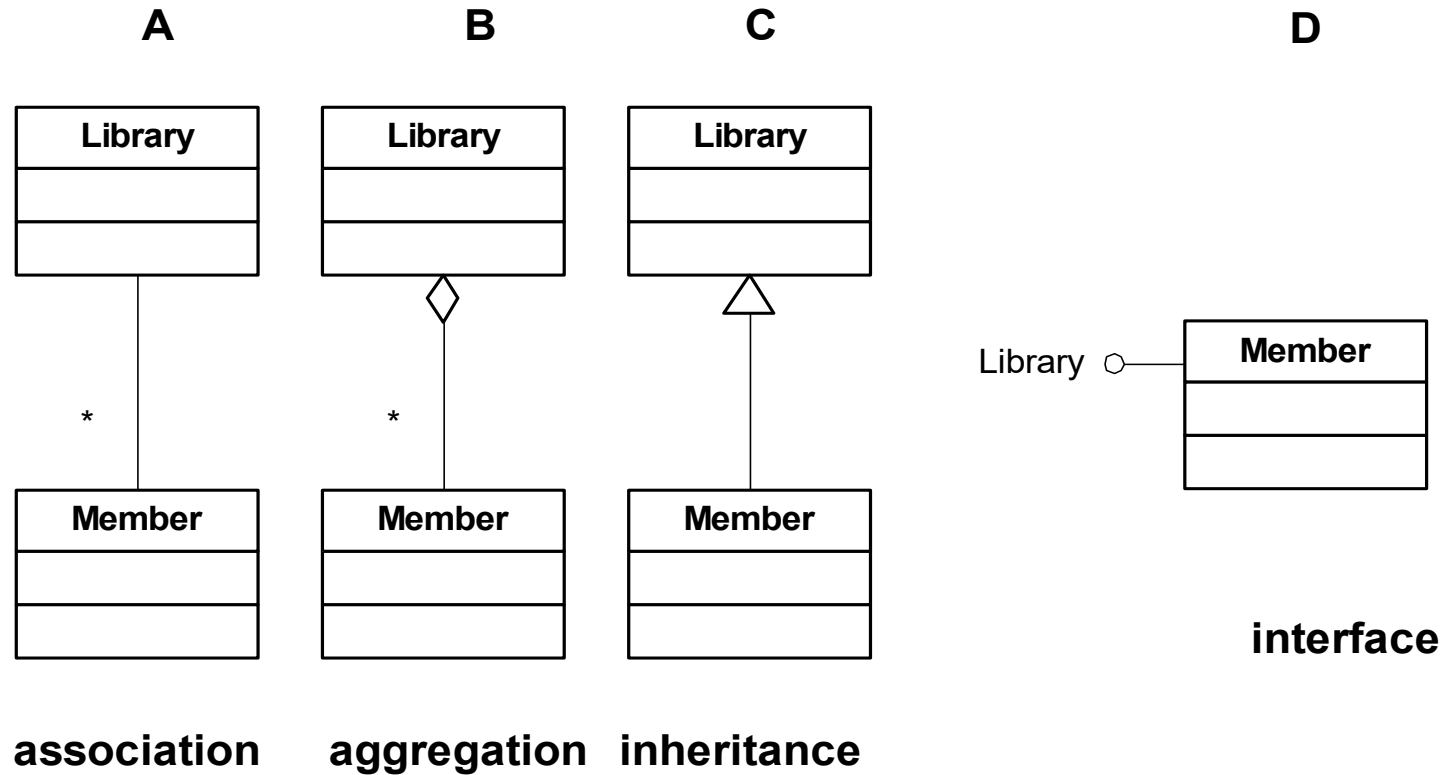 A B C D
Library Library Library
Library Member
* *
Member Member Member
interface
association aggregation inheritance